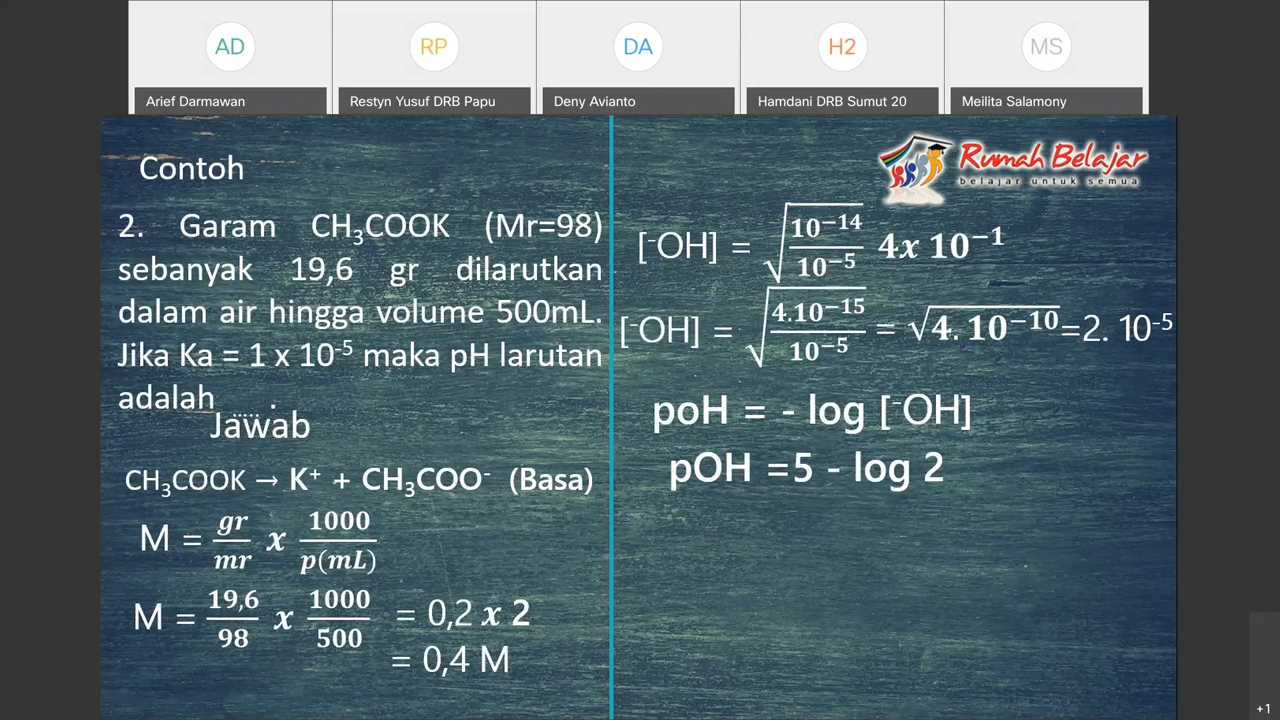 AD
RP
DA
H2
MS
Arief Darmawan
Restyn Yusuf DRB Papu
Deny Avianto
Hamdani DRB Sumut 20
Meilita Salamony
Rumah Belajar
belajar untuk semua
Contoh
2. Garam CH₃COOK (Mr=98)
sebanyak 19,6 gr dilarutkan
dalam air hingga volume 500mL.
Jika Ka = 1 x 10⁻⁵ maka pH larutan
adalah ..... .
Jawab
CH₃COOK → K⁺ + CH₃COO⁻ (Basa)
M = gr/mr x 1000/p(mL)
M = 19,6/98 x 1000/500 = 0,2 x 2
= 0,4 M
[⁻OH] = √(10⁻¹⁴/10⁻⁵) 4x 10⁻¹
[⁻OH] = √(4.10⁻¹⁵/10⁻⁵) = √(4.10⁻¹⁰) =2. 10⁻⁵
poH = - log [⁻OH]
pOH =5 - log 2
+1